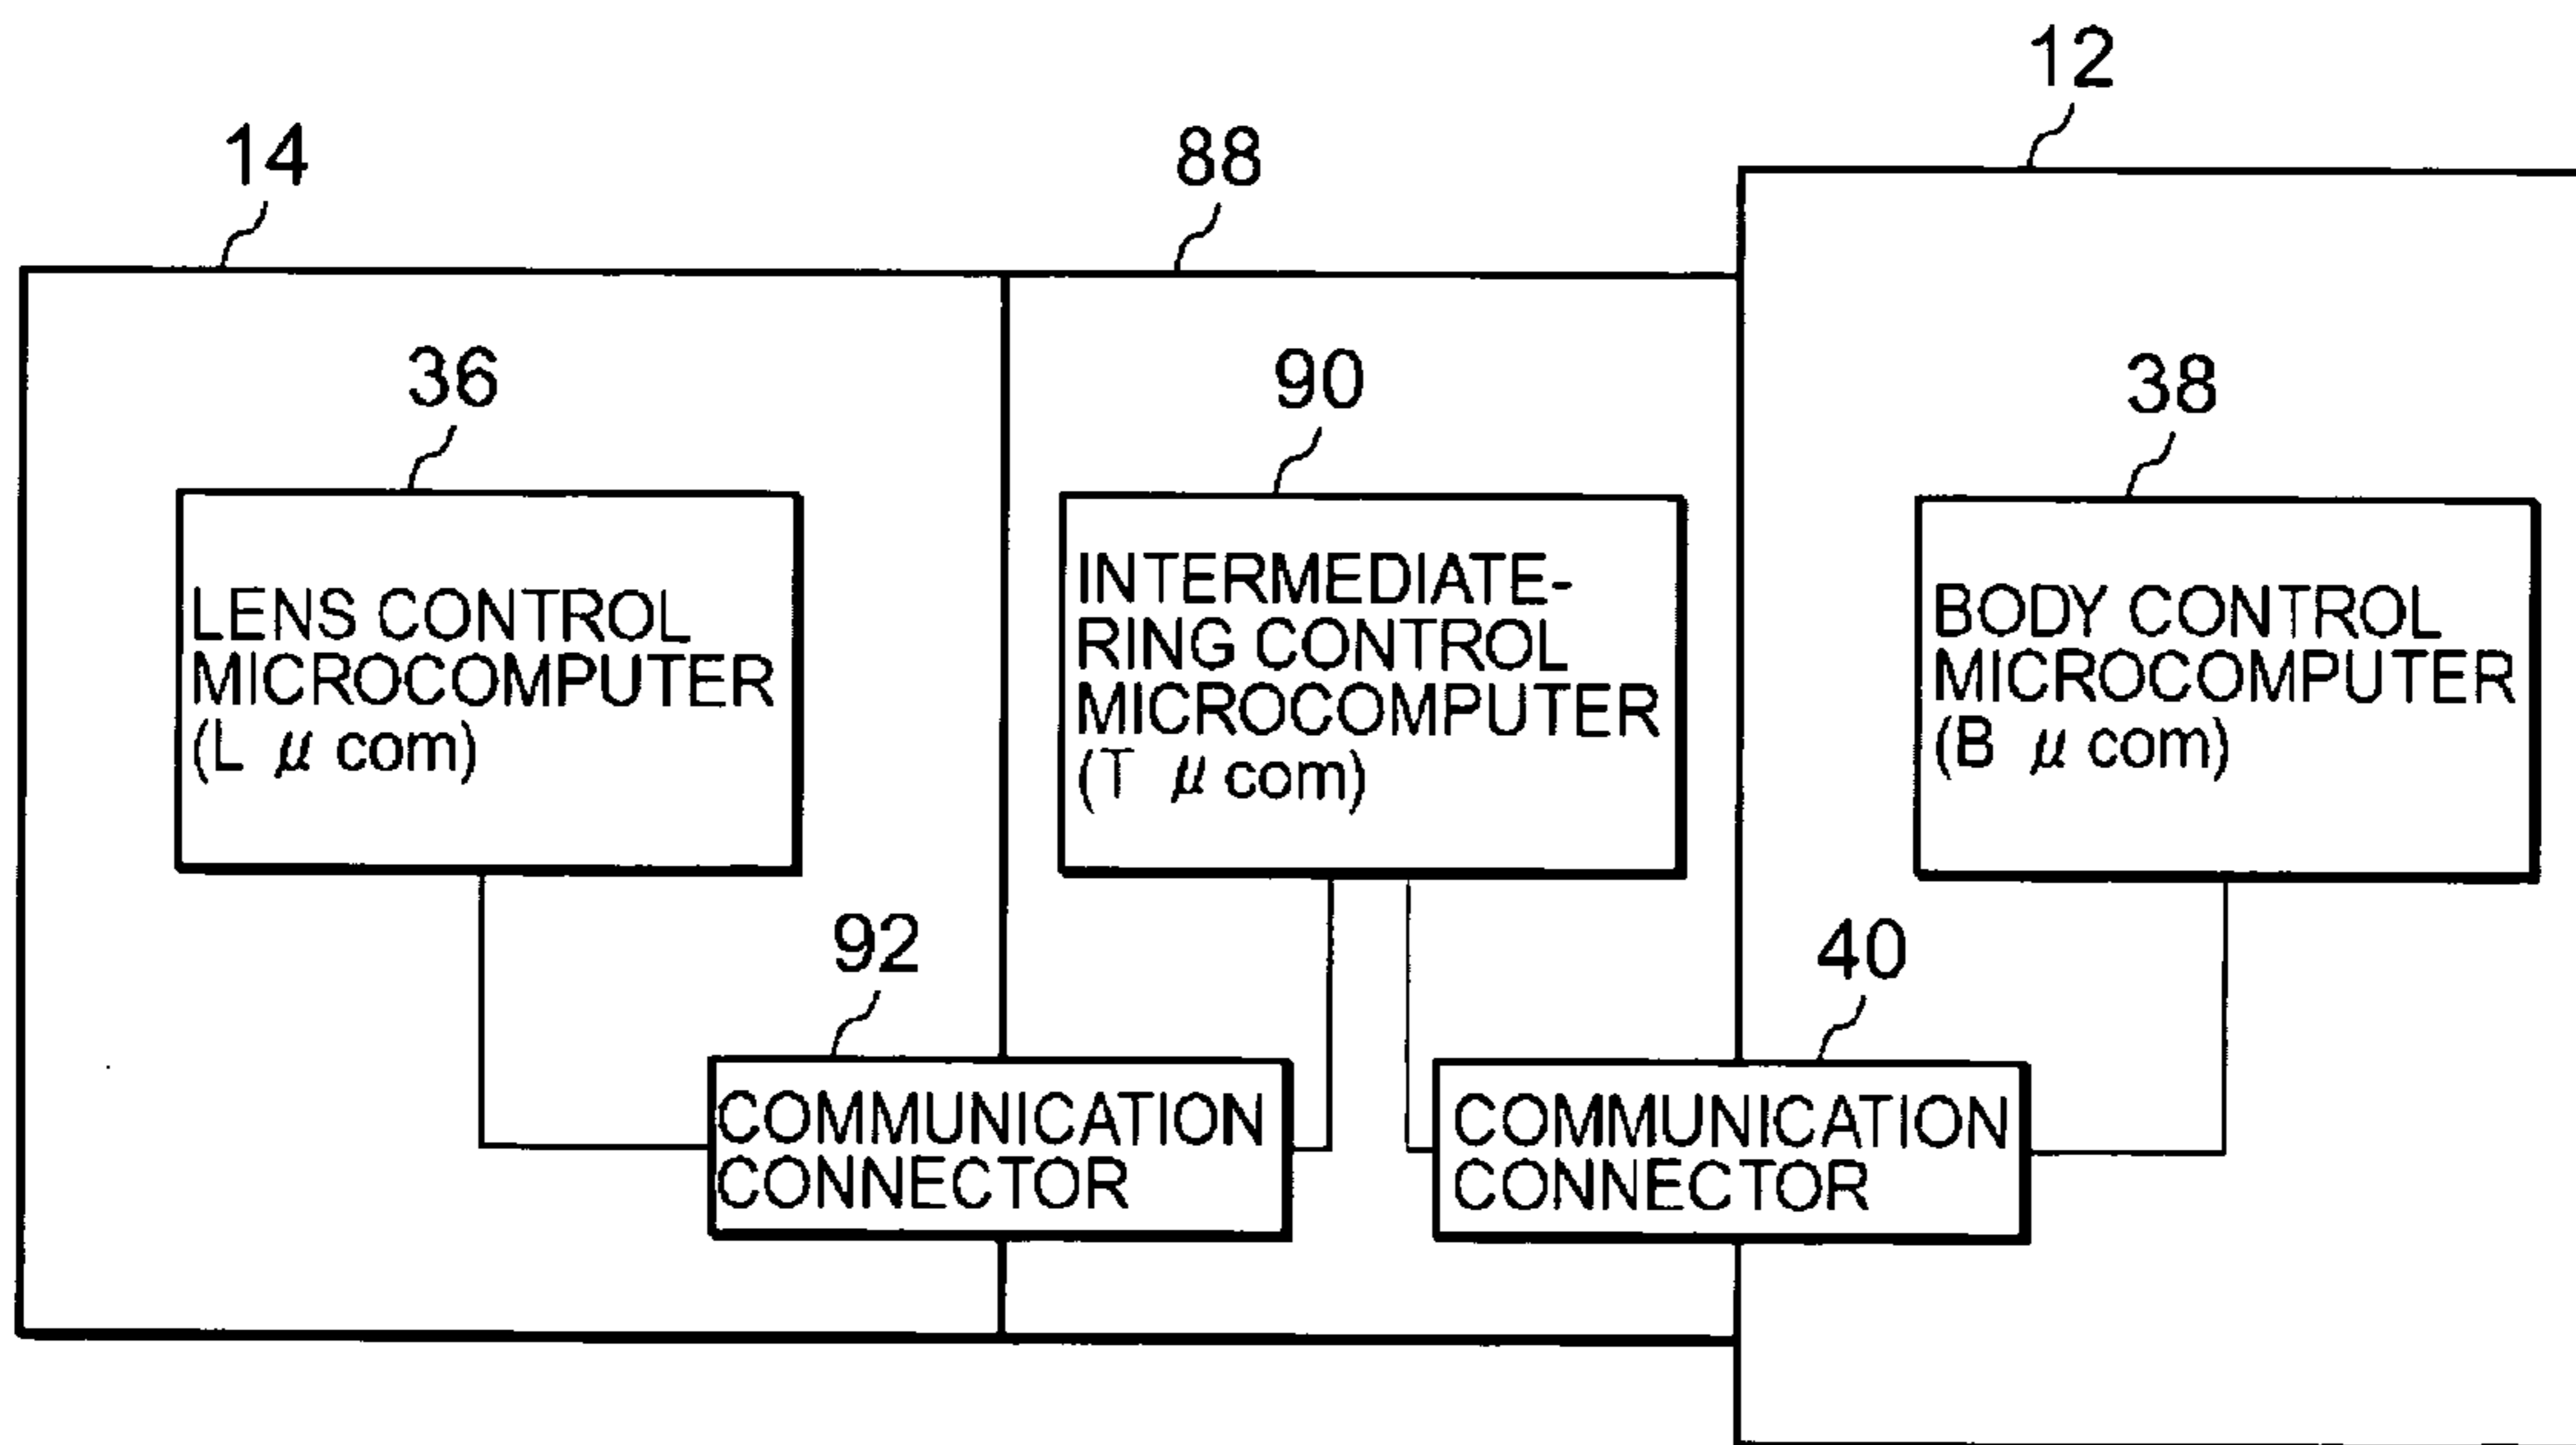 12
14
88
36
90
38
LENS CONTROL
MICROCOMPUTER
(L μ com)
INTERMEDIATE-
RING CONTROL
MICROCOMPUTER
(T μ com)
BODY CONTROL
MICROCOMPUTER
(B μ com)
92
40
COMMUNICATION
CONNECTOR
COMMUNICATION
CONNECTOR